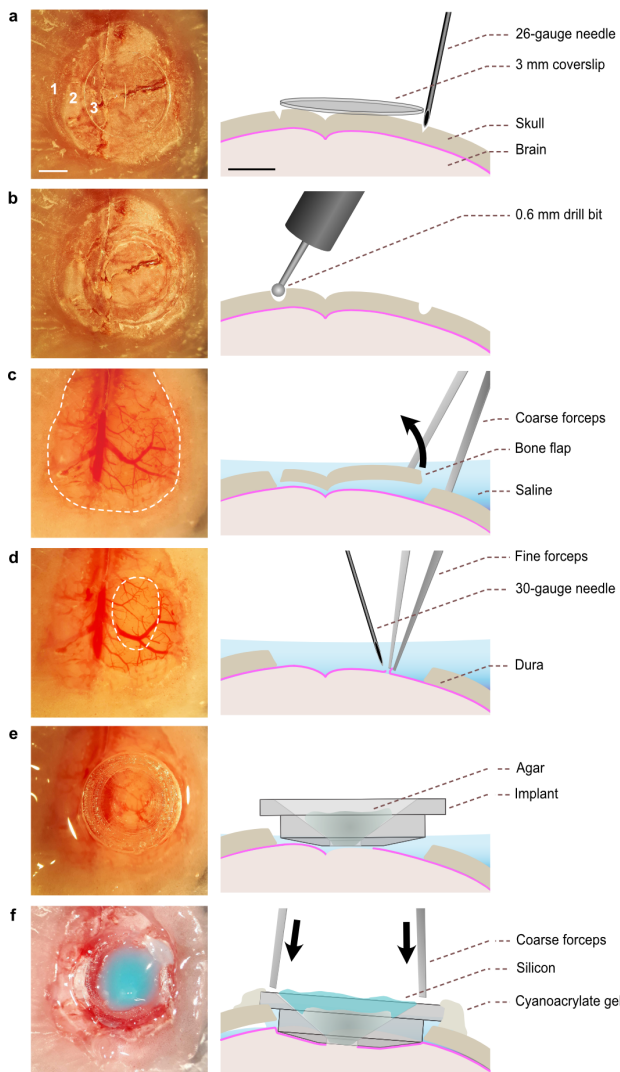 a
1
2
3
26-gauge needle
3 mm coverslip
Skull
Brain
b
0.6 mm drill bit
c
Coarse forceps
Bone flap
Saline
d
Fine forceps
30-gauge needle
Dura
e
Agar
Implant
f
Coarse forceps
Silicon
Cyanoacrylate gel